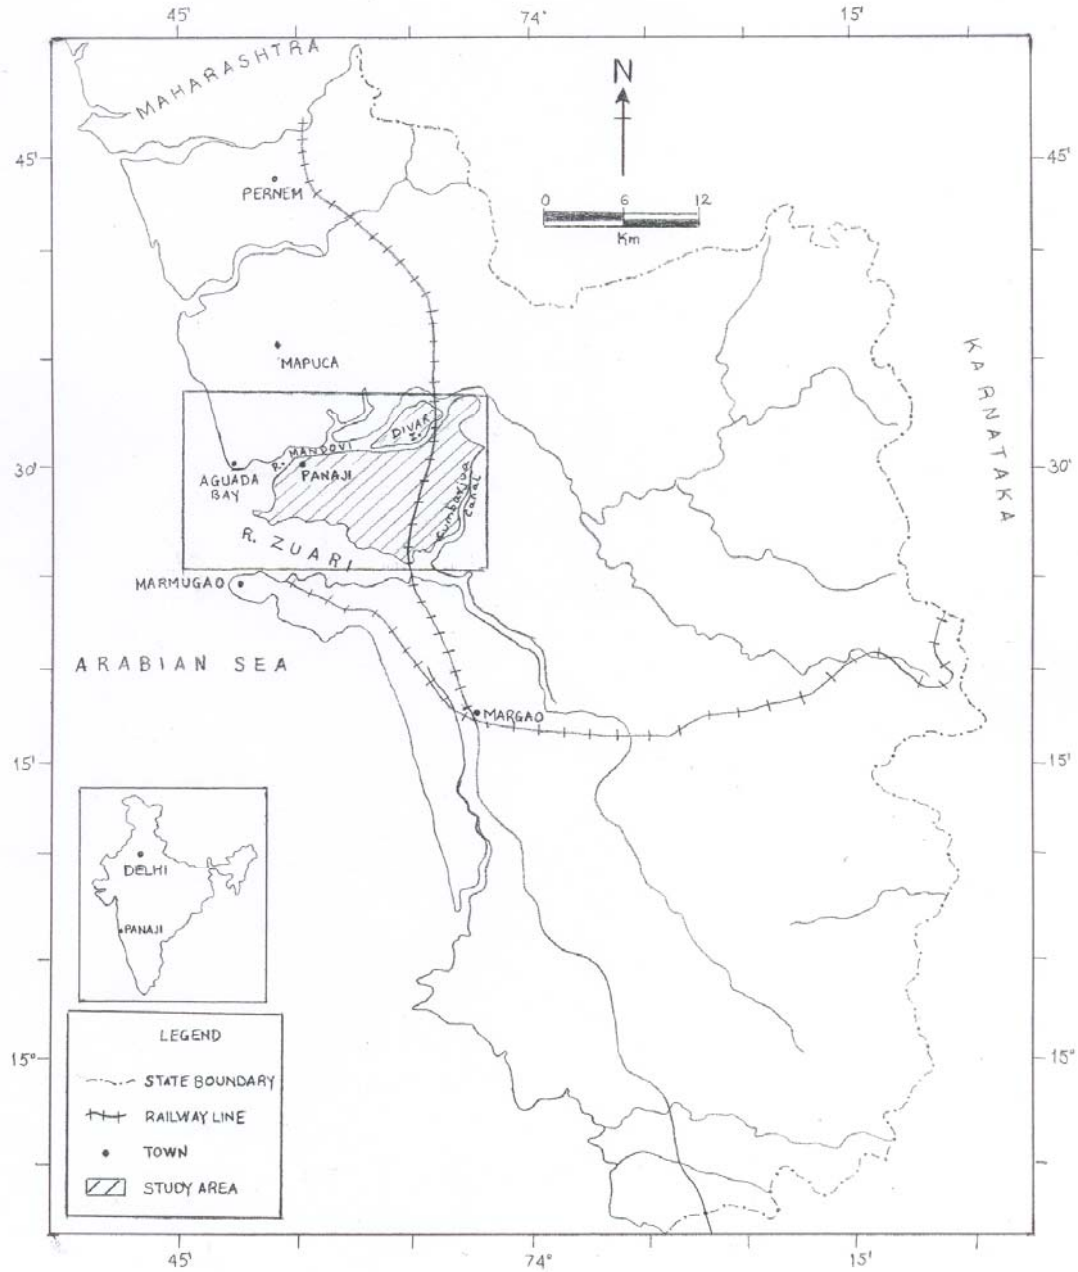 45'
74°
15'
MAHARASHTRA
N
45'
45'
PERNEM
0 6 12
Km
MAPUCA
KARNATAKA
DIVAR
I.
R. MANDOVI
30'
30'
AGUADA
BAY
PANAJI
Cumbarjua
Canal
R. ZUARI
MARMUGAO
ARABIAN SEA
MARGAO
15'
15'
DELHI
PANAJI
LEGEND
15°
15°
STATE BOUNDARY
RAILWAY LINE
TOWN
STUDY AREA
45'
74°
15'